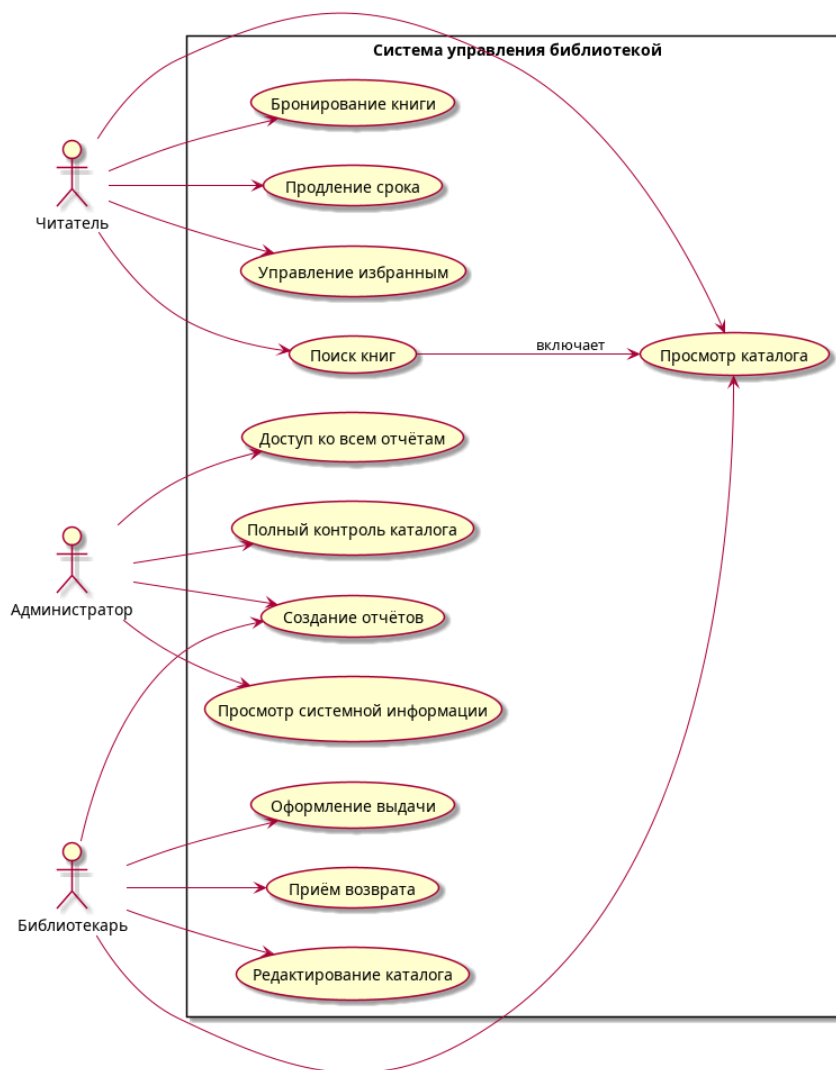 Система управления библиотекой
Бронирование книги
Продление срока
Читатель
Управление избранным
включает
Поиск книг
Просмотр каталога
Доступ ко всем отчётам
Полный контроль каталога
Администратор
Создание отчётов
Просмотр системной информации
Оформление выдачи
Приём возврата
Библиотекарь
Редактирование каталога